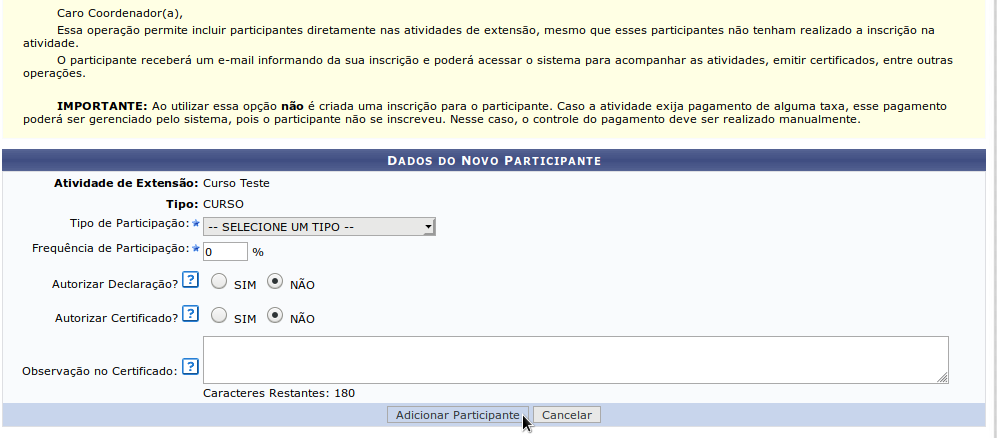 Caro Coordenador(a),
Essa operação permite incluir participantes diretamente nas atividades de extensão, mesmo que esses participantes não tenham realizado a inscrição na
atividade.
O participante receberá um e-mail informando da sua inscrição e poderá acessar o sistema para acompanhar as atividades, emitir certificados, entre outras
operações.
IMPORTANTE: Ao utilizar essa opção não é criada uma inscrição para o participante. Caso a atividade exija pagamento de alguma taxa, esse pagamento
poderá ser gerenciado pelo sistema, pois o participante não se inscreveu. Nesse caso, o controle do pagamento deve ser realizado manualmente.
DADOS DO NOVO PARTICIPANTE
Atividade de Extensão: Curso Teste
Tipo: CURSO
Tipo de Participação: -- SELECIONE UM TIPO --
Frequência de Participação: 0 %
Autorizar Declaração? ? SIM NÃO
Autorizar Certificado? ? SIM NÃO
Observação no Certificado: ?
Caracteres Restantes: 180
Adicionar Participante Cancelar